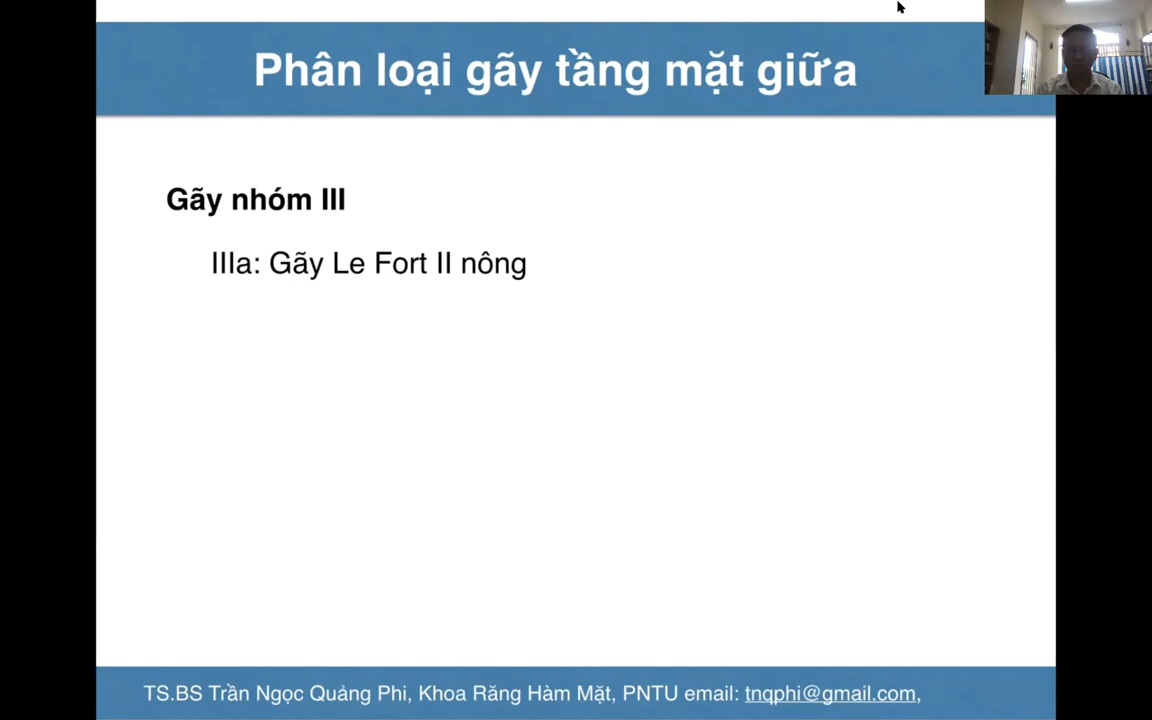 Phân loại gãy tầng mặt giữa
Gãy nhóm III
IIIa: Gãy Le Fort II nông
TS.BS Trần Ngọc Quảng Phi, Khoa Răng Hàm Mặt, PNTU email: tnqphi@gmail.com,